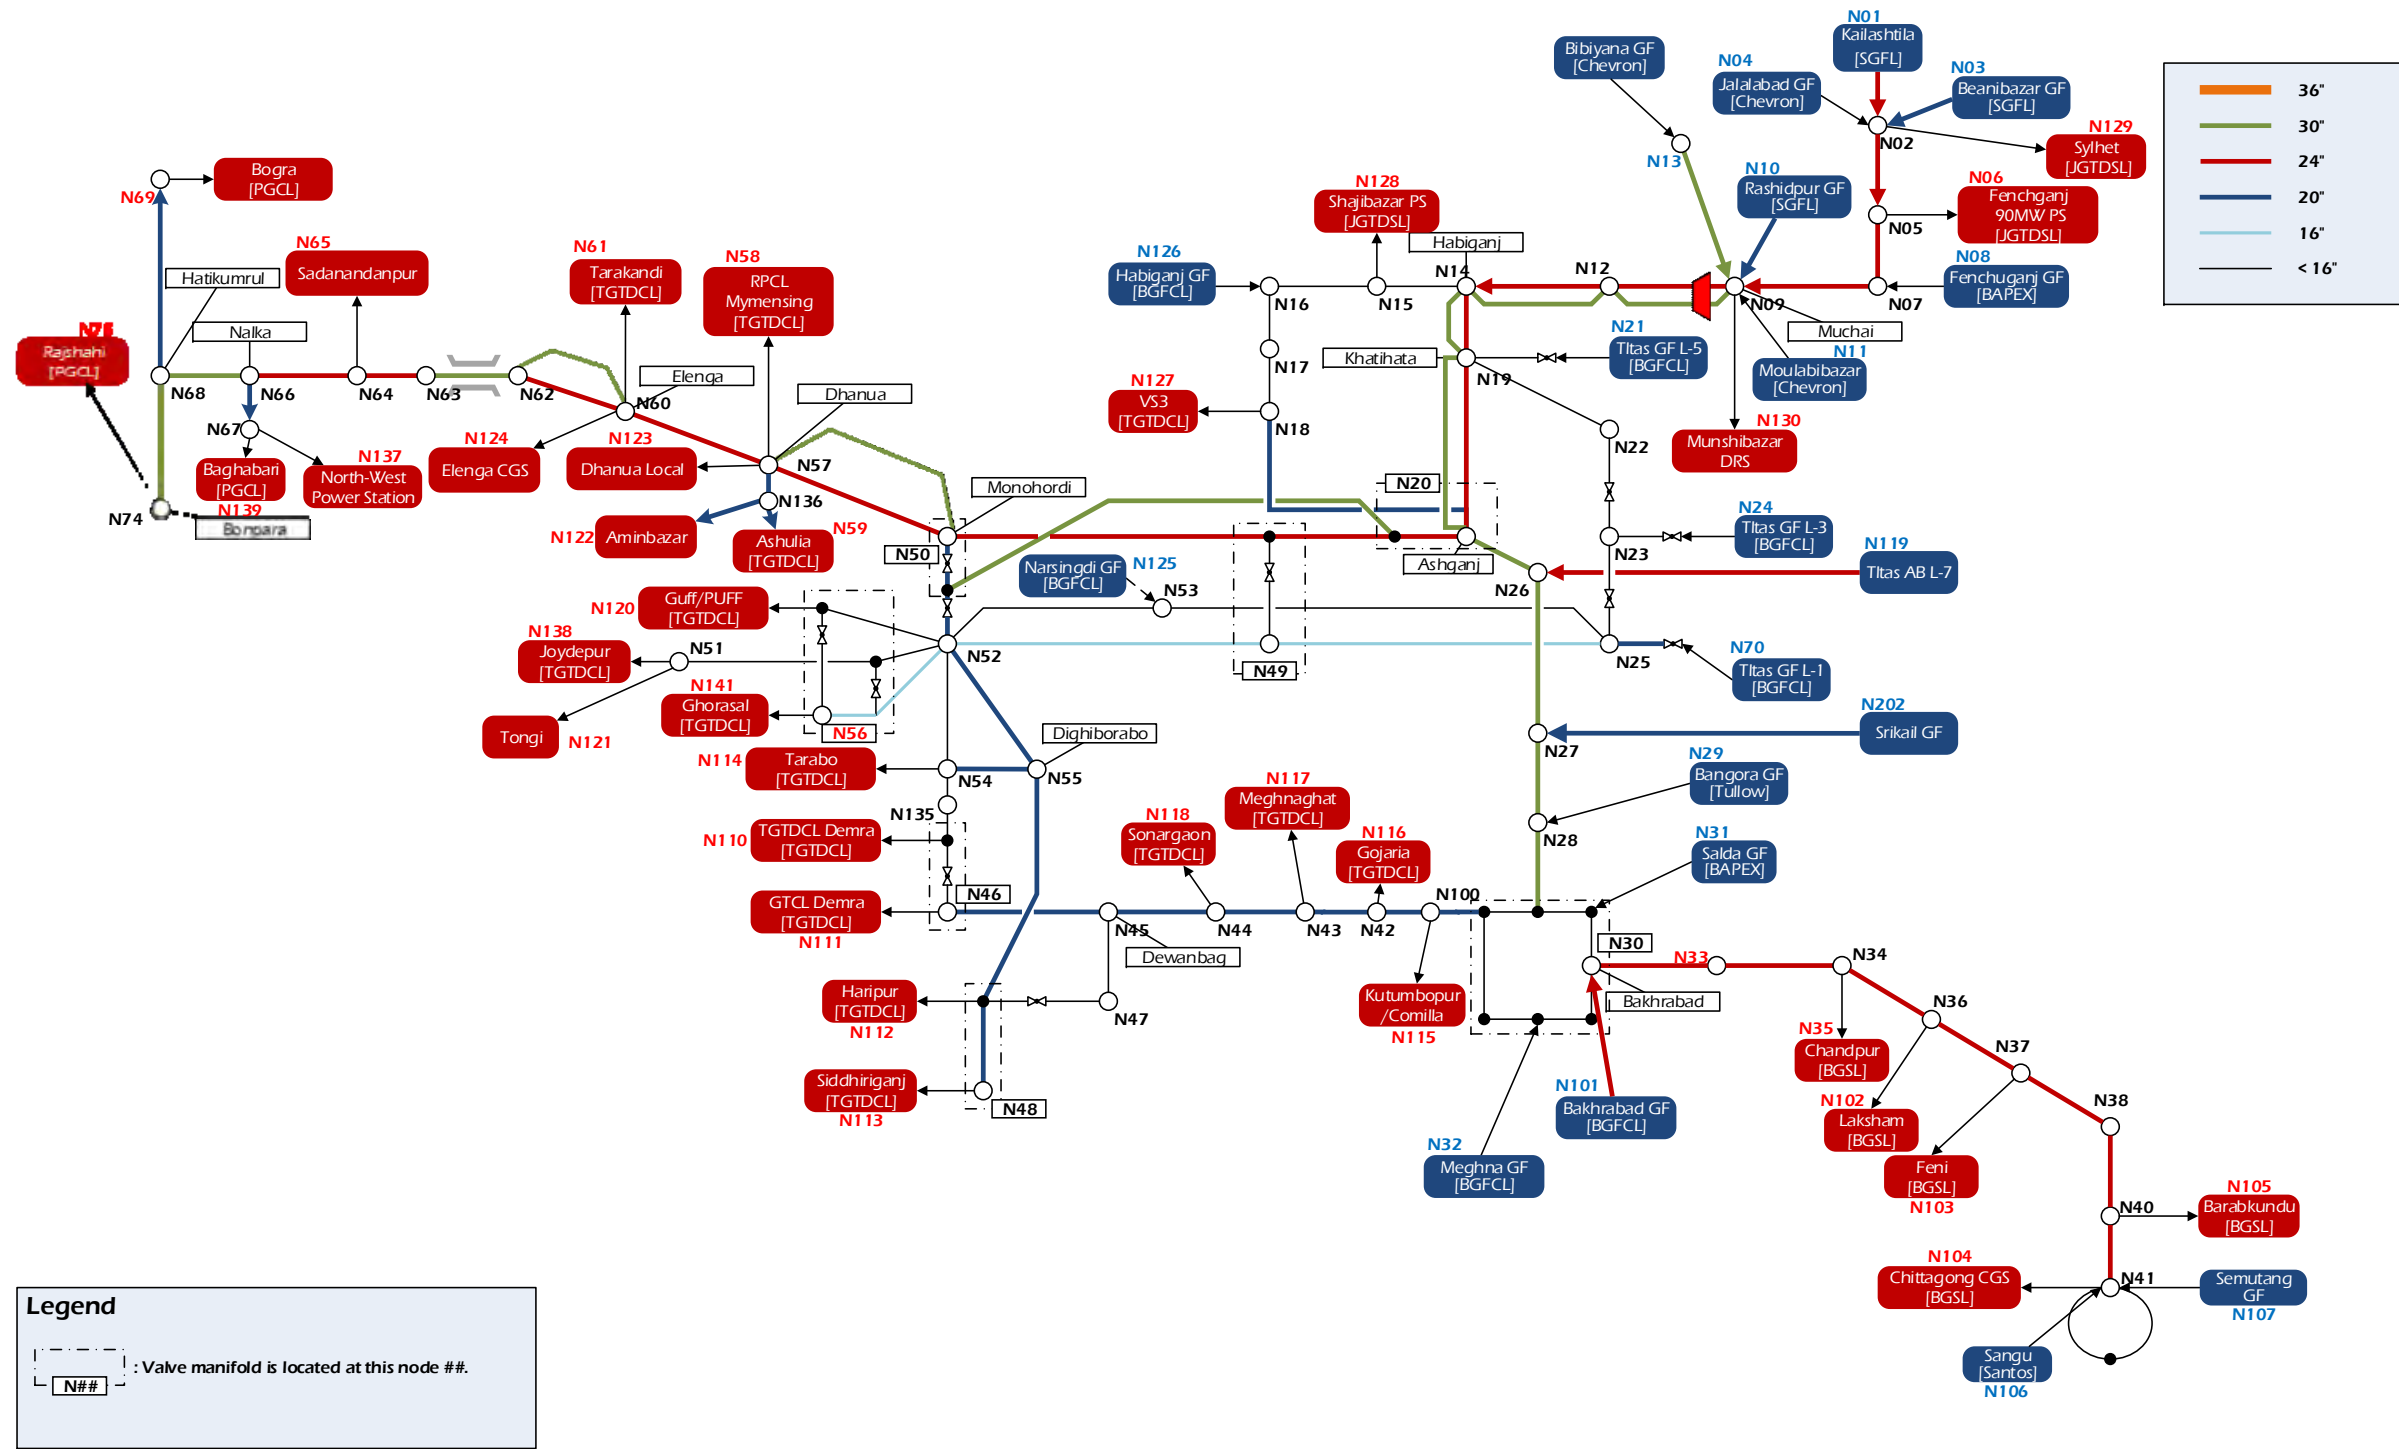 N01
Kailashtila
[SGFL]
Bibiyana GF
[Chevron]
N04
Jalalabad GF
[Chevron]
N03
Beanibazar GF
[SGFL]
36"
30"
24"
20"
16"
< 16"
N02
N129
Sylhet
[JGTDSL]
N13
N10
Rashidpur GF
[SGFL]
N06
Fenchganj
90MW PS
[JGTDSL]
N05
N128
Shajibazar PS
[JGTDSL]
Habiganj
N126
Habiganj GF
[BGFCL]
N16
N15
N14
N12
N09
N07
N08
Fenchuganj GF
[BAPEX]
Muchai
N69
Bogra
[PGCL]
Hatikumrul
N65
Sadanandanpur
N61
Tarakandi
[TGTDCL]
N58
RPCL
Mymensing
[TGTDCL]
Nalka
Rajshahi
[PGCL]
N68
N66
N64
N63
N62
N60
Elenga
Dhanua
N17
Khatihata
N19
N21
TItas GF L-5
[BGFCL]
N11
Moulabibazar
[Chevron]
N127
VS3
[TGTDCL]
N18
N22
N130
Munshibazar
DRS
N67
N124
Elenga CGS
N123
Dhanua Local
N57
Baghabari
[PGCL]
N139
N137
North-West
Power Station
N74
Bonpara
N136
N122
Aminbazar
Ashulia
[TGTDCL]
N59
Monohordi
N50
N20
Ashganj
N24
TItas GF L-3
[BGFCL]
N23
N119
TItas AB L-7
N26
Narsingdi GF
[BGFCL]
N125
N53
N120
Guff/PUFF
[TGTDCL]
N138
Joydepur
[TGTDCL]
N51
N52
N49
N25
N70
TItas GF L-1
[BGFCL]
N141
Ghorasal
[TGTDCL]
N56
Tongi
N121
N202
Srikail GF
N27
Dighiborabo
N114
Tarabo
[TGTDCL]
N54
N55
N29
Bangora GF
[Tullow]
N117
Meghnaghat
[TGTDCL]
N135
N110
TGTDCL Demra
[TGTDCL]
N118
Sonargaon
[TGTDCL]
N116
Gojaria
[TGTDCL]
N28
N31
Salda GF
[BAPEX]
N46
GTCL Demra
[TGTDCL]
N111
N45
N44
N43
N42
N100
Dewanbag
N30
N33
N34
Haripur
[TGTDCL]
N112
N47
Kutumbopur
/Comilla
N115
Bakhrabad
N36
N35
Chandpur
[BGSL]
N37
Siddhiriganj
[TGTDCL]
N113
N48
N101
Bakhrabad GF
[BGFCL]
N102
Laksham
[BGSL]
N38
N32
Meghna GF
[BGFCL]
Feni
[BGSL]
N103
N40
N105
Barabkundu
[BGSL]
N104
Chittagong CGS
[BGSL]
N41
Semutang
GF
N107
Sangu
[Santos]
N106
Legend
N##
: Valve manifold is located at this node ##.